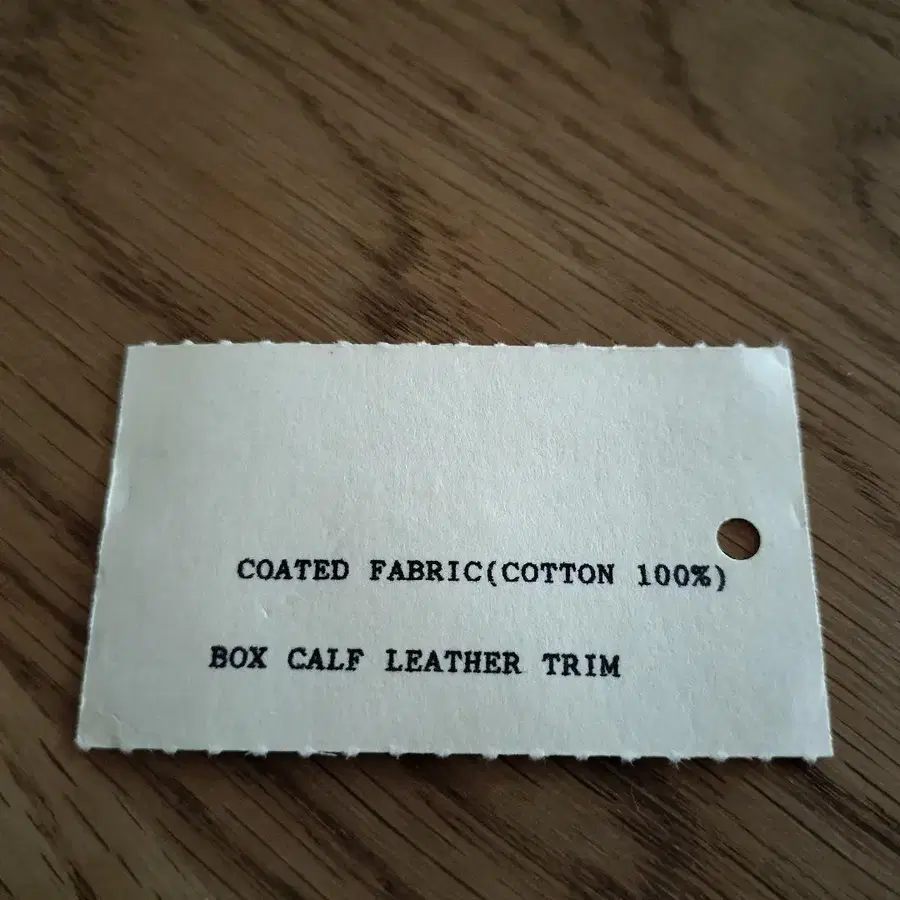 COATED FABRIC(COTTON 100%)
BOX CALF LEATHER TRIM